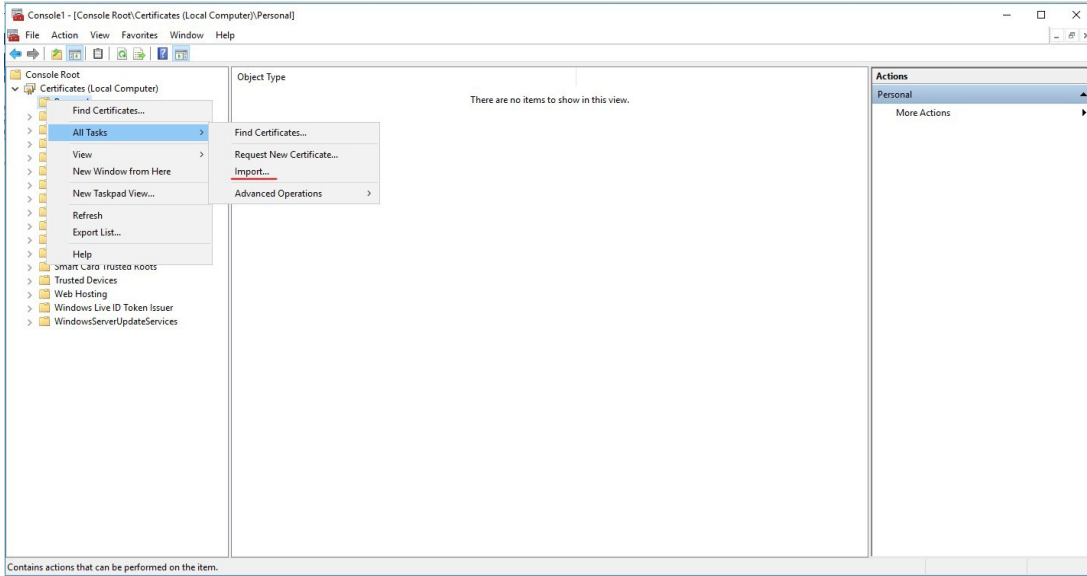 Console1 - [Console Root\Certificates (Local Computer)\Personal]
File Action View Favorites Window Help
Console Root
Certificates (Local Computer)
Find Certificates...
All Tasks
View
New Window from Here
New Taskpad View...
Refresh
Export List...
Help
Smart Card Trusted Roots
Trusted Devices
Web Hosting
Windows Live ID Token Issuer
WindowsServerUpdateServices
Find Certificates...
Request New Certificate...
Import...
Advanced Operations
Object Type
There are no items to show in this view.
Actions
Personal
More Actions
Contains actions that can be performed on the item.